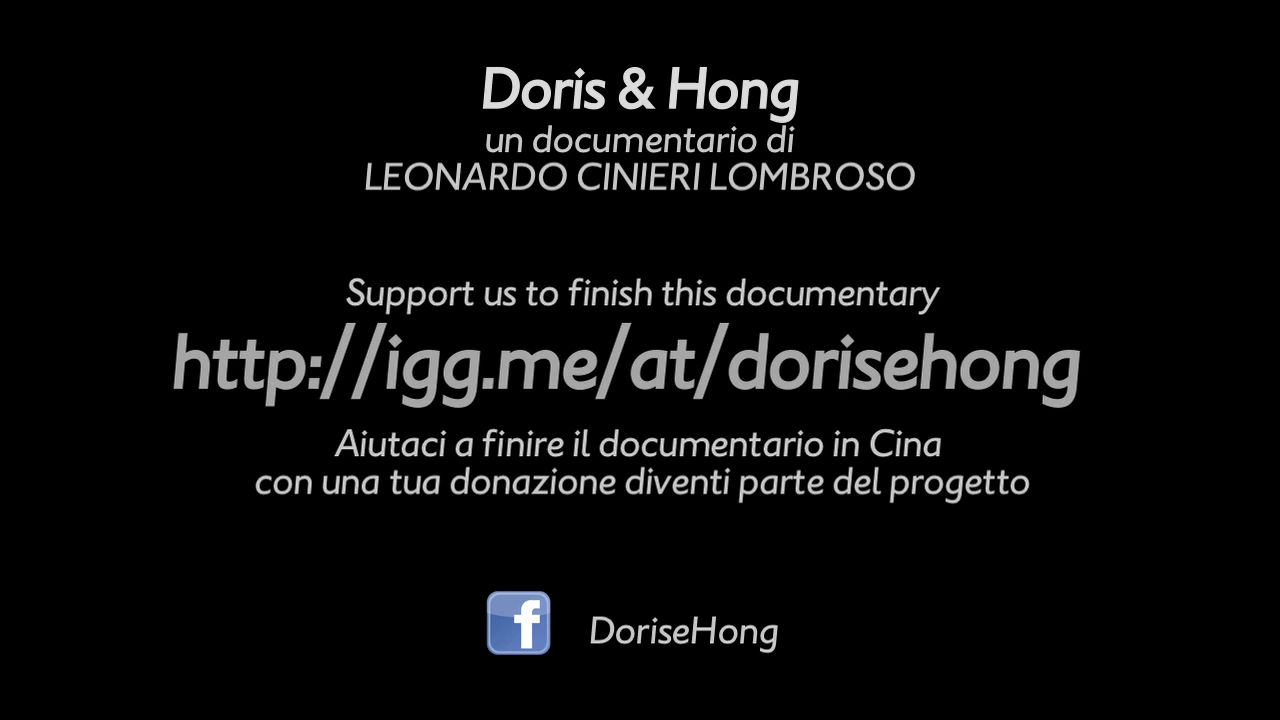 Doris & Hong
un documentario di
LEONARDO CINIERI LOMBROSO
Support us to finish this documentary
http://igg.me/at/dorisehong
Aiutaci a finire il documentario in Cina
con una tua donazione diventi parte del progetto
f DoriseHong